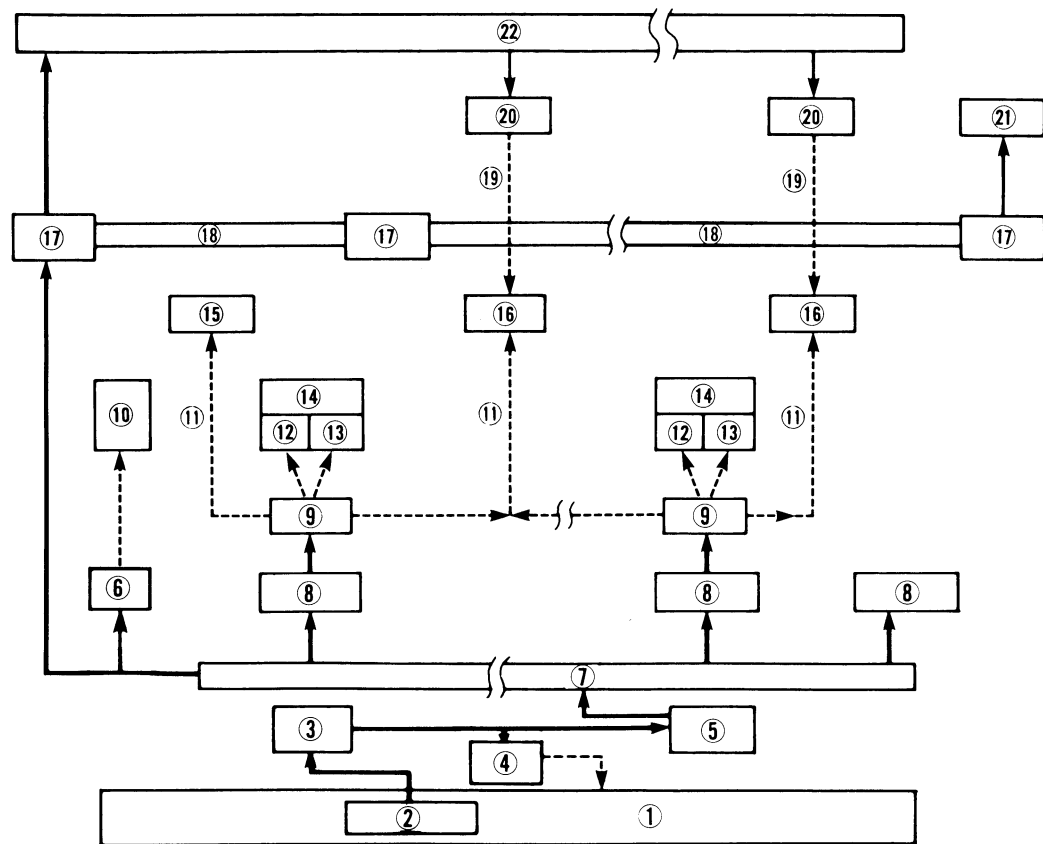 ㉒
⑳ ⑳ ㉑
⑲ ⑲
⑰ ⑱ ⑰ ⑱ ⑰
⑮ ⑯ ⑯
⑩ ⑪ ⑭ ⑪ ⑭ ⑪
⑫ ⑬ ⑫ ⑬
⑨ ⑨
⑥ ⑧ ⑧ ⑧
⑦
③ ⑤
④
② ①